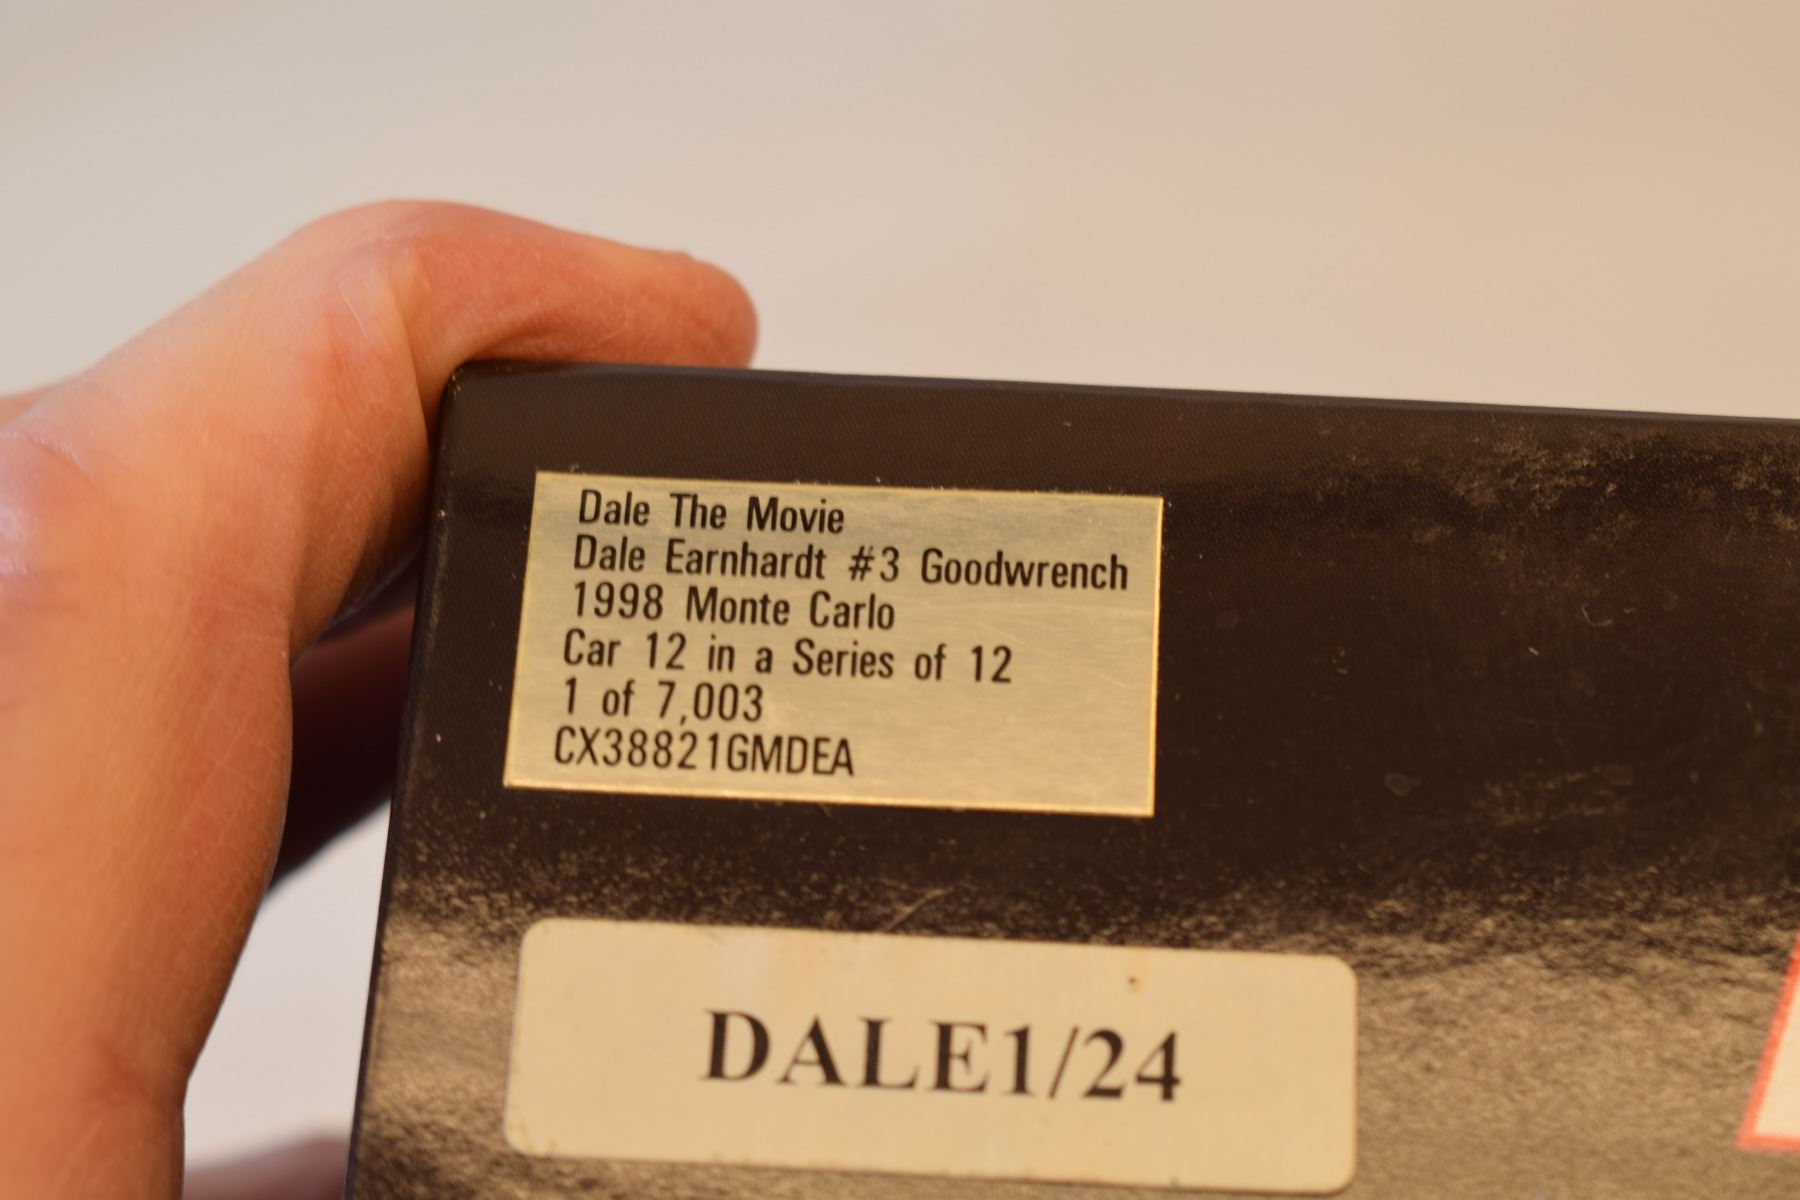 Dale The Movie
Dale Earnhardt #3 Goodwrench
1998 Monte Carlo
Car 12 in a Series of 12
1 of 7,003
CX38821GMDEA
DALE1/24